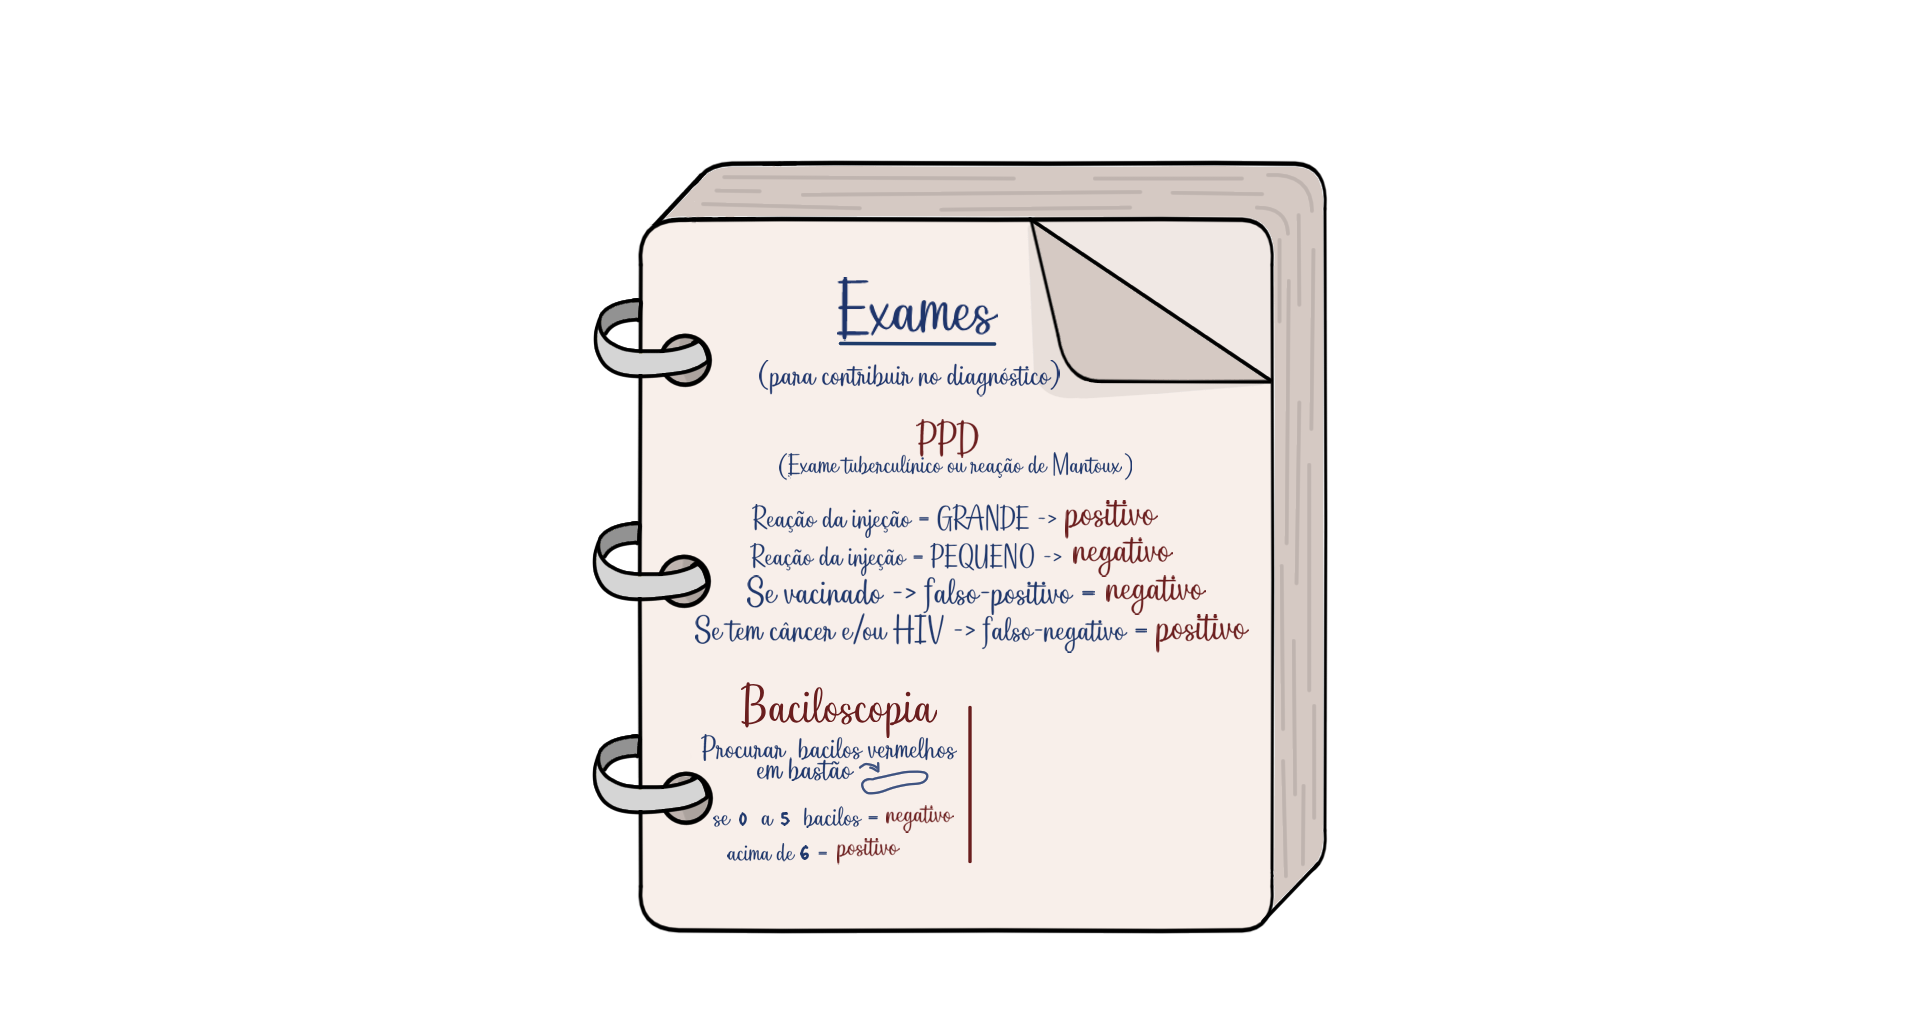 Exames
(para contribuir no diagnóstico)
PPD
(Exame tuberculínico ou reação de Mantoux)
Reação da injeção = GRANDE -> positivo
Reação da injeção = PEQUENO -> negativo
Se vacinado -> falso-positivo = negativo
Se tem câncer e/ou HIV -> falso-negativo = positivo
Baciloscopia
Procurar bacilos vermelhos
em bastão
se 0 a 5 bacilos = negativo
acima de 6 = positivo